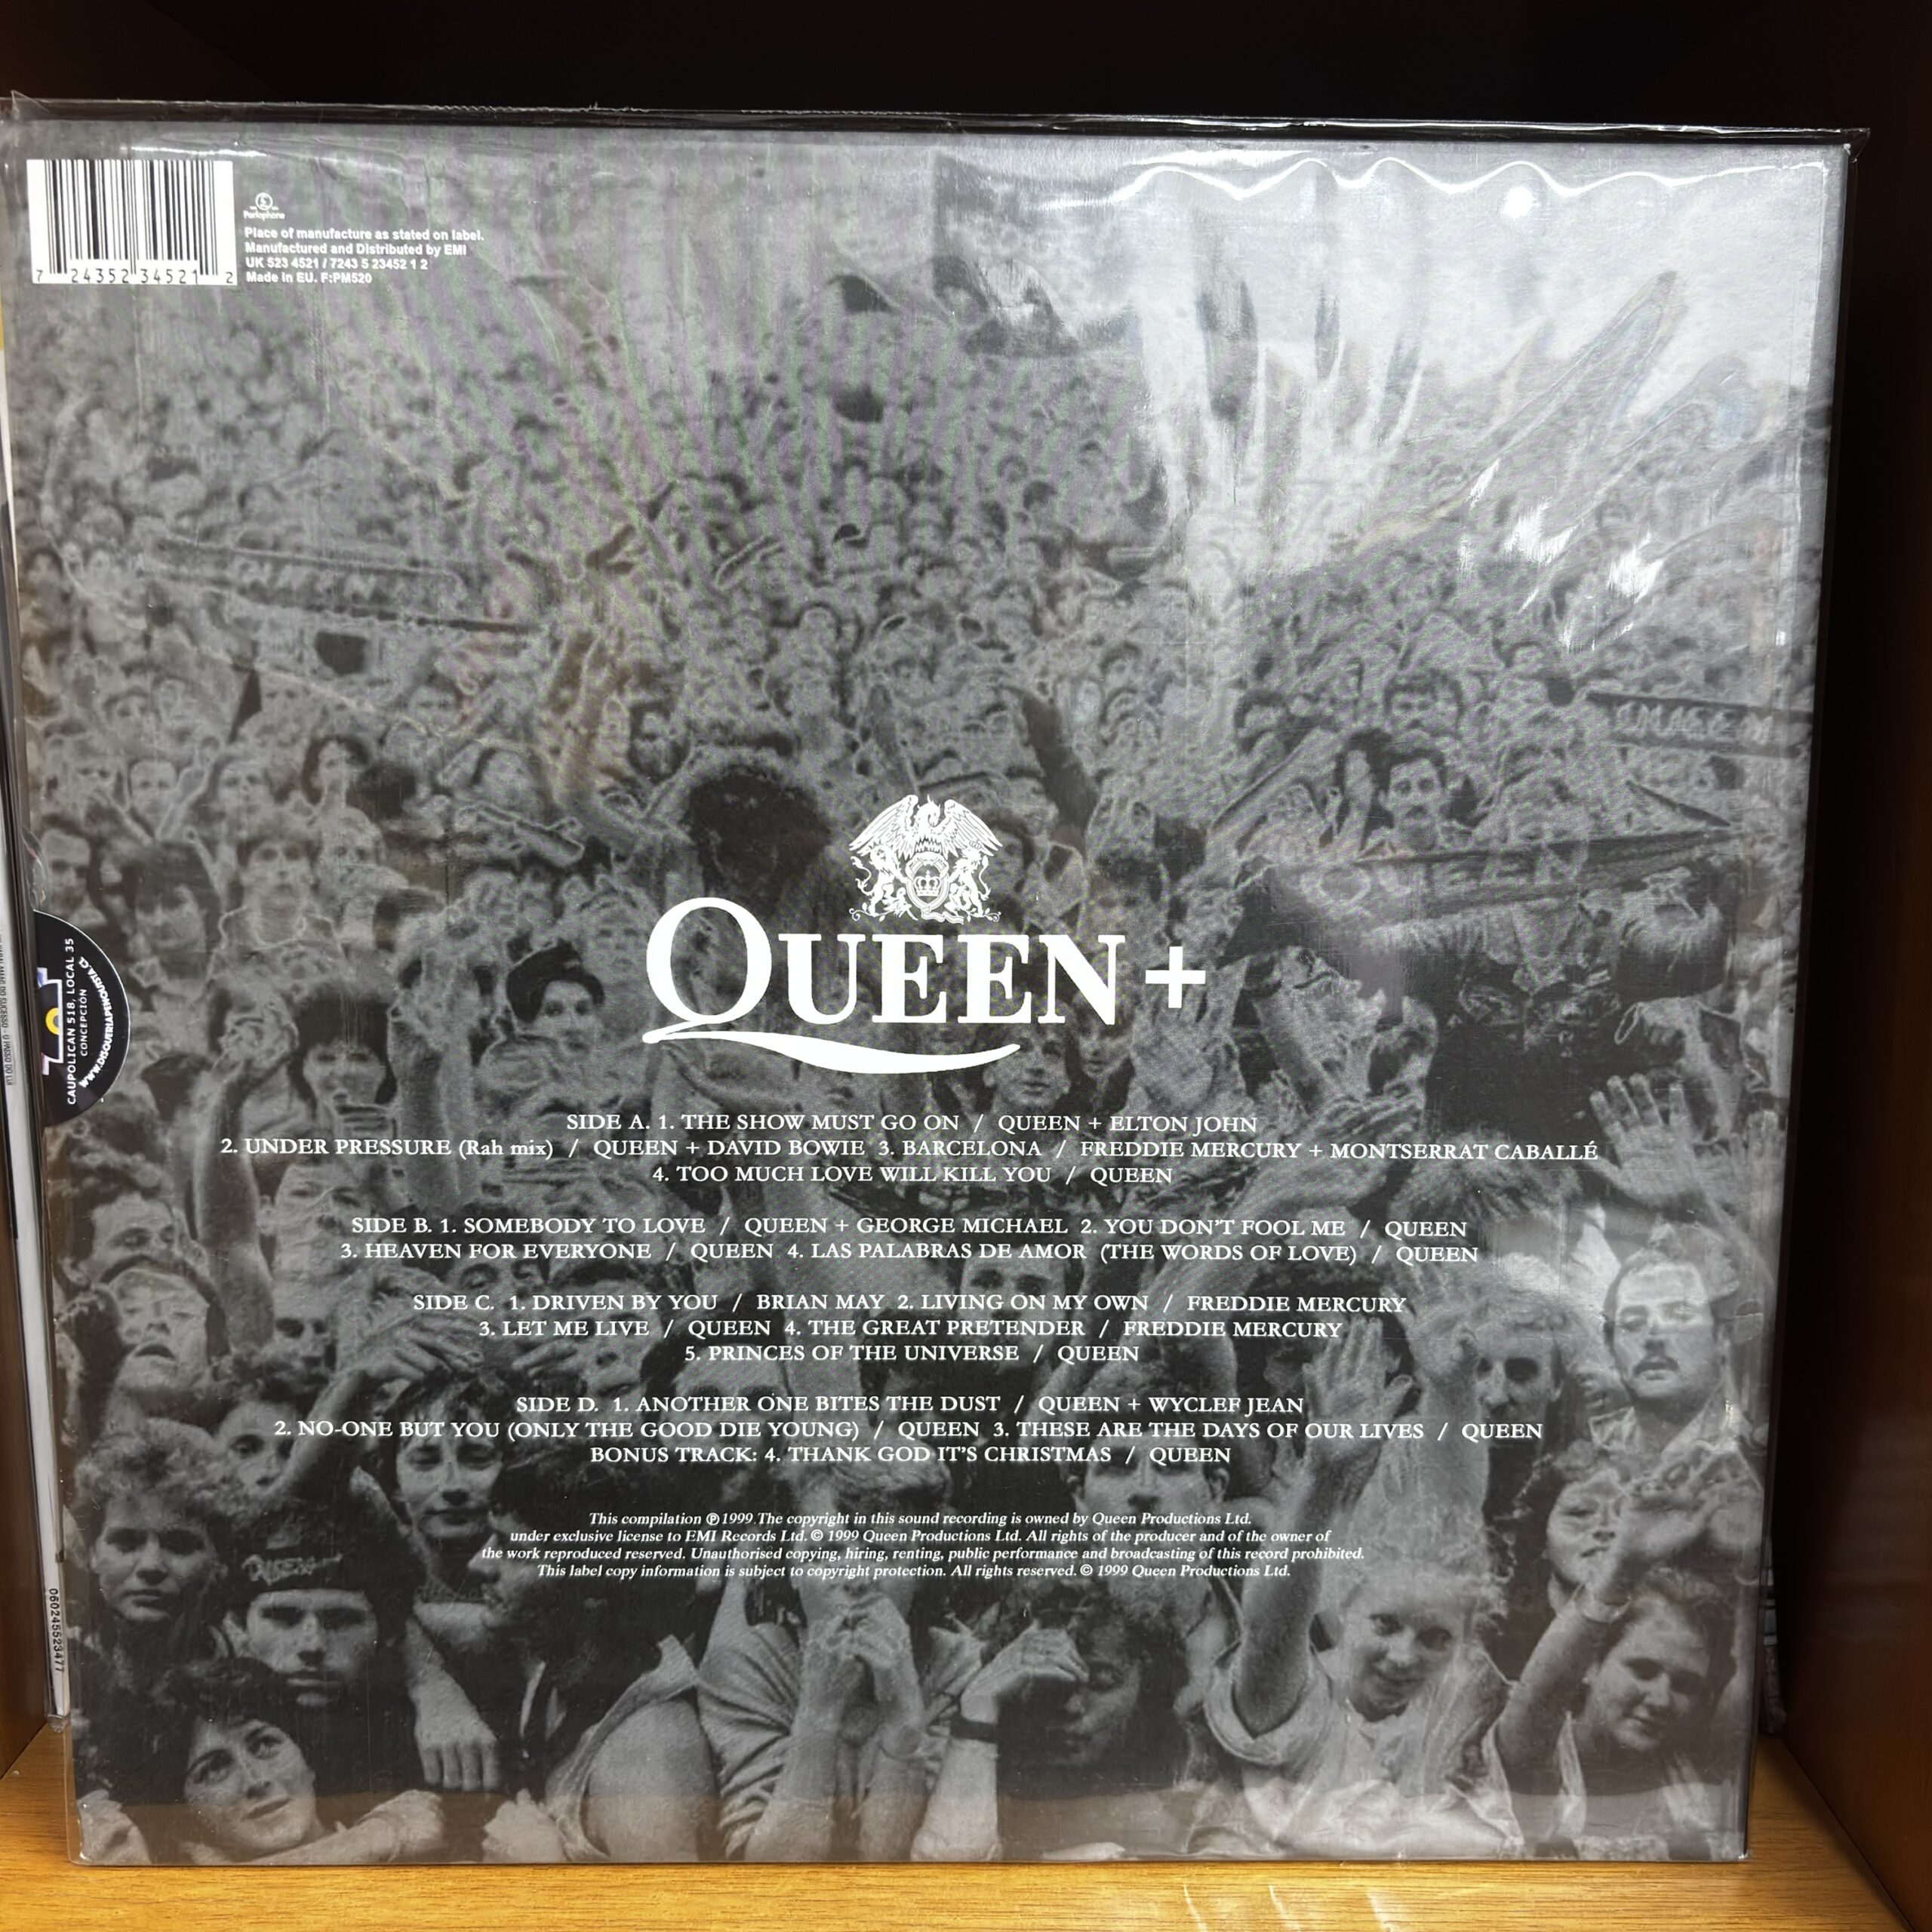 7 24352 34521 2
Parlophone
Place of manufacture as stated on label.
Manufactured and Distributed by EMI
UK 523 4521 / 7243 5 23452 1 2
Made in EU. F:PM520
QUEEN
CAUPOLICAN 518, LOCAL 35
CONCEPCIÓN
QUEEN +
SIDE A. 1. THE SHOW MUST GO ON / QUEEN + ELTON JOHN
2. UNDER PRESSURE (Rah mix) / QUEEN + DAVID BOWIE 3. BARCELONA / FREDDIE MERCURY + MONTSERRAT CABALLÉ
4. TOO MUCH LOVE WILL KILL YOU / QUEEN
SIDE B. 1. SOMEBODY TO LOVE / QUEEN + GEORGE MICHAEL 2. YOU DON'T FOOL ME / QUEEN
3. HEAVEN FOR EVERYONE / QUEEN 4. LAS PALABRAS DE AMOR (THE WORDS OF LOVE) / QUEEN
SIDE C. 1. DRIVEN BY YOU / BRIAN MAY 2. LIVING ON MY OWN / FREDDIE MERCURY
3. LET ME LIVE / QUEEN 4. THE GREAT PRETENDER / FREDDIE MERCURY
5. PRINCES OF THE UNIVERSE / QUEEN
SIDE D. 1. ANOTHER ONE BITES THE DUST / QUEEN + WYCLEF JEAN
2. NO-ONE BUT YOU (ONLY THE GOOD DIE YOUNG) / QUEEN 3. THESE ARE THE DAYS OF OUR LIVES / QUEEN
BONUS TRACK: 4. THANK GOD IT'S CHRISTMAS / QUEEN
This compilation ℗ 1999 The copyright in this sound recording is owned by Queen Productions Ltd.
under exclusive license to EMI Records Ltd. © 1999 Queen Productions Ltd. All rights of the producer and of the owner of
the work reproduced reserved. Unauthorised copying, hiring, renting, public performance and broadcasting of this record prohibited.
This label copy information is subject to copyright protection. All rights reserved. © 1999 Queen Productions Ltd.
QUEEN
0602455234 77